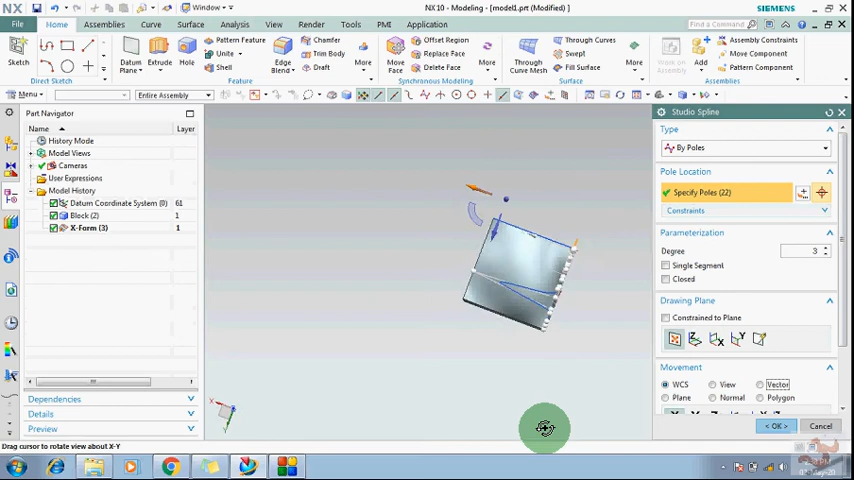 NX
Window
NX 10 - Modeling - [model1.prt (Modified) ]
SIEMENS
File Home Assemblies Curve Surface Analysis View Render Tools PMI Application
Find a Command
Sketch
Direct Sketch
Datum Plane
Extrude
Hole
Pattern Feature
Unite
Shell
Edge Blend
Chamfer
Trim Body
Draft
More
Feature
Move Face
Offset Region
Replace Face
Delete Face
More
Synchronous Modeling
Through Curve Mesh
Through Curves
Swept
Fill Surface
More
Surface
Work on Assembly
Add
Assembly Constraints
Move Component
Pattern Component
Assemblies
Menu
Entire Assembly
Part Navigator
Name Layer
History Mode
Model Views
Cameras
User Expressions
Model History
Datum Coordinate System (0) 61
Block (2) 1
X-Form (3) 1
Dependencies
Details
Preview
Studio Spline
Type
By Poles
Pole Location
Specify Poles (22)
Constraints
Parameterization
Degree 3
Single Segment
Closed
Drawing Plane
Constrained to Plane
Movement
WCS View Vector
Plane Normal Polygon
< OK > Cancel
X
Y
Drag cursor to rotate view about X-Y